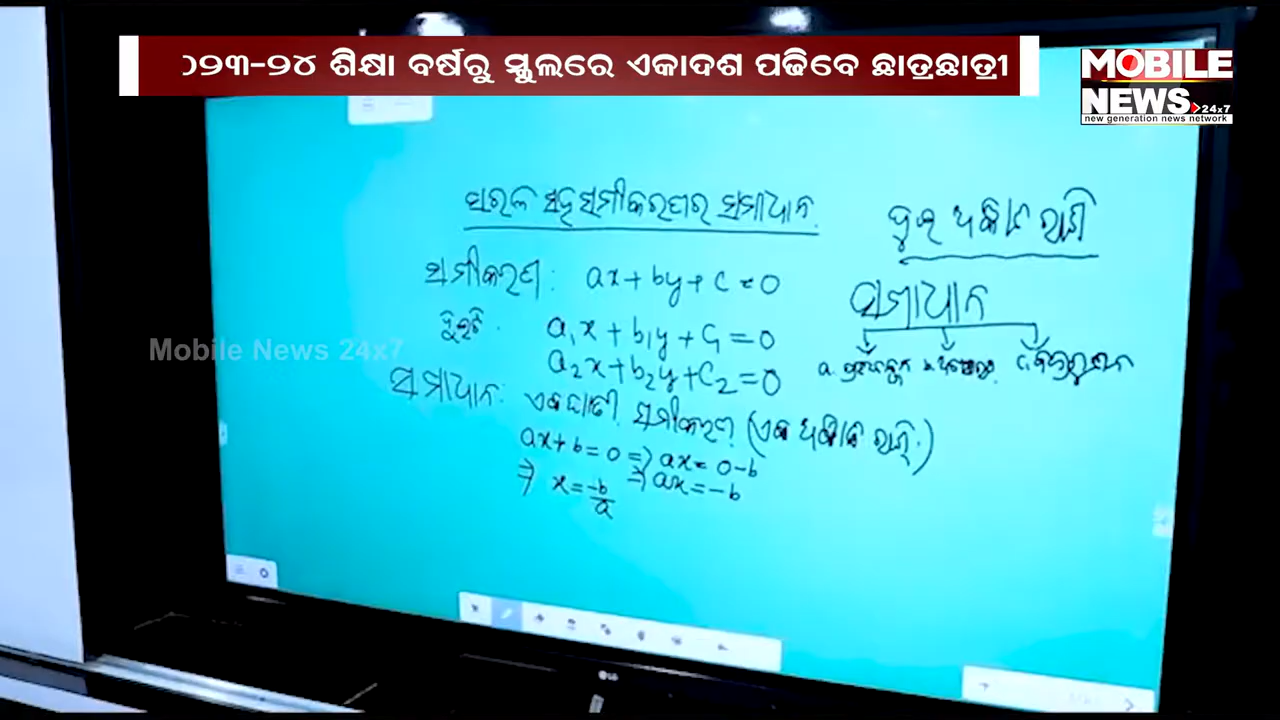 ୨୦୨୩-୨୪ ଶିକ୍ଷା ବର୍ଷରୁ ସ୍କୁଲରେ ଏକାଦଶ ପଢିବେ ଛାତ୍ରଛାତ୍ରୀ
MOBILE
NEWS 24x7
new generation news network
ସରଳ ସହସମୀକରଣର ସମାଧାନ
ସମୀକରଣ: ax + by + c = 0
ଦୁଇଟି: a₁x + b₁y + c₁ = 0
a₂x + b₂y + c₂ = 0
ସମାଧାନ: ଏକଘାତୀ ସମୀକରଣ (ଏକ ଅଜ୍ଞାତ ରାଶି)
ax + b = 0 ⇒ ax = 0 - b
⇒ ax = -b
⇒ x = -b/a
ଦୁଇ ଅଜ୍ଞାତ ରାଶି
ସମାଧାନ
a. b. c.
Mobile News 24x7
LG